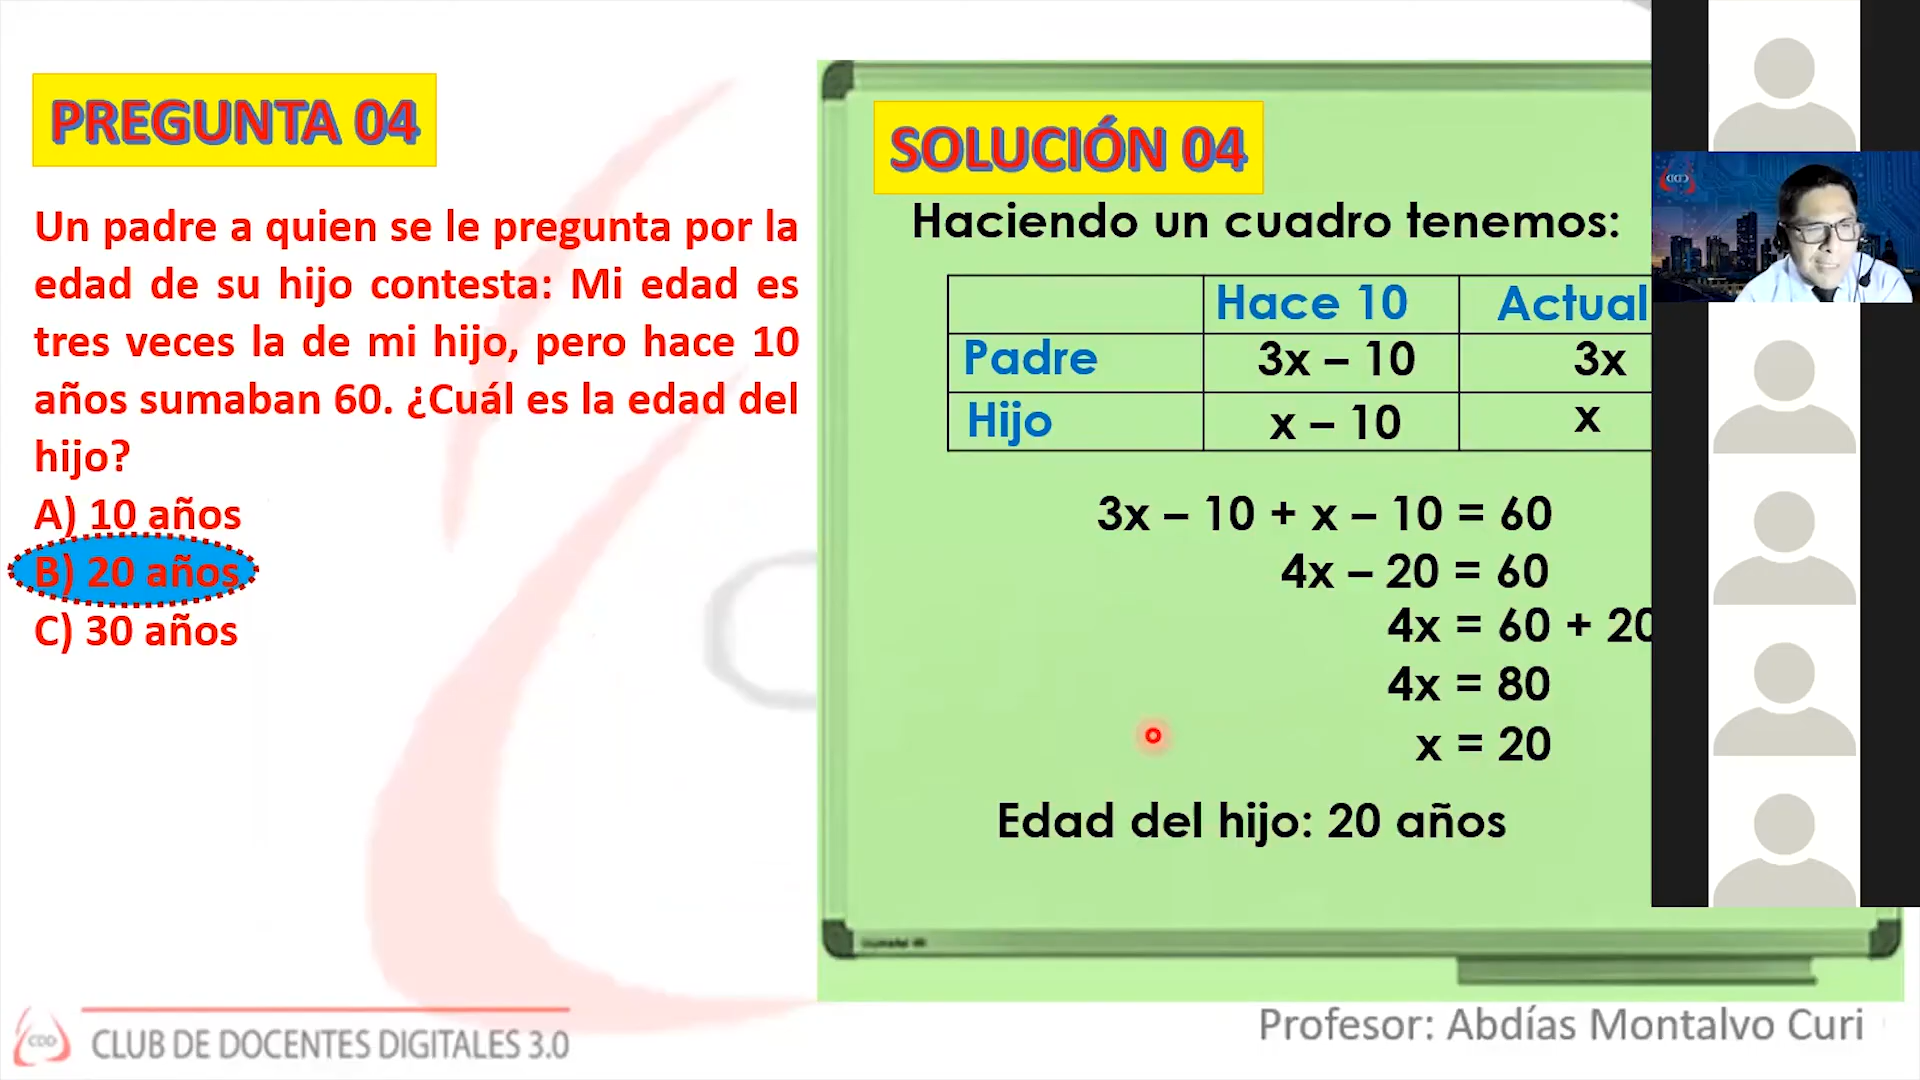 PREGUNTA 04
Un padre a quien se le pregunta por la
edad de su hijo contesta: Mi edad es
tres veces la de mi hijo, pero hace 10
años sumaban 60. ¿Cuál es la edad del
hijo?
A) 10 años
B) 20 años
C) 30 años
SOLUCIÓN 04
Haciendo un cuadro tenemos:
Hace 10 Actual
Padre 3x – 10 3x
Hijo x – 10 x
3x – 10 + x – 10 = 60
4x – 20 = 60
4x = 60 + 20
4x = 80
x = 20
Edad del hijo: 20 años
CDD
CDD
CLUB DE DOCENTES DIGITALES 3.0
Profesor: Abdías Montalvo Curi